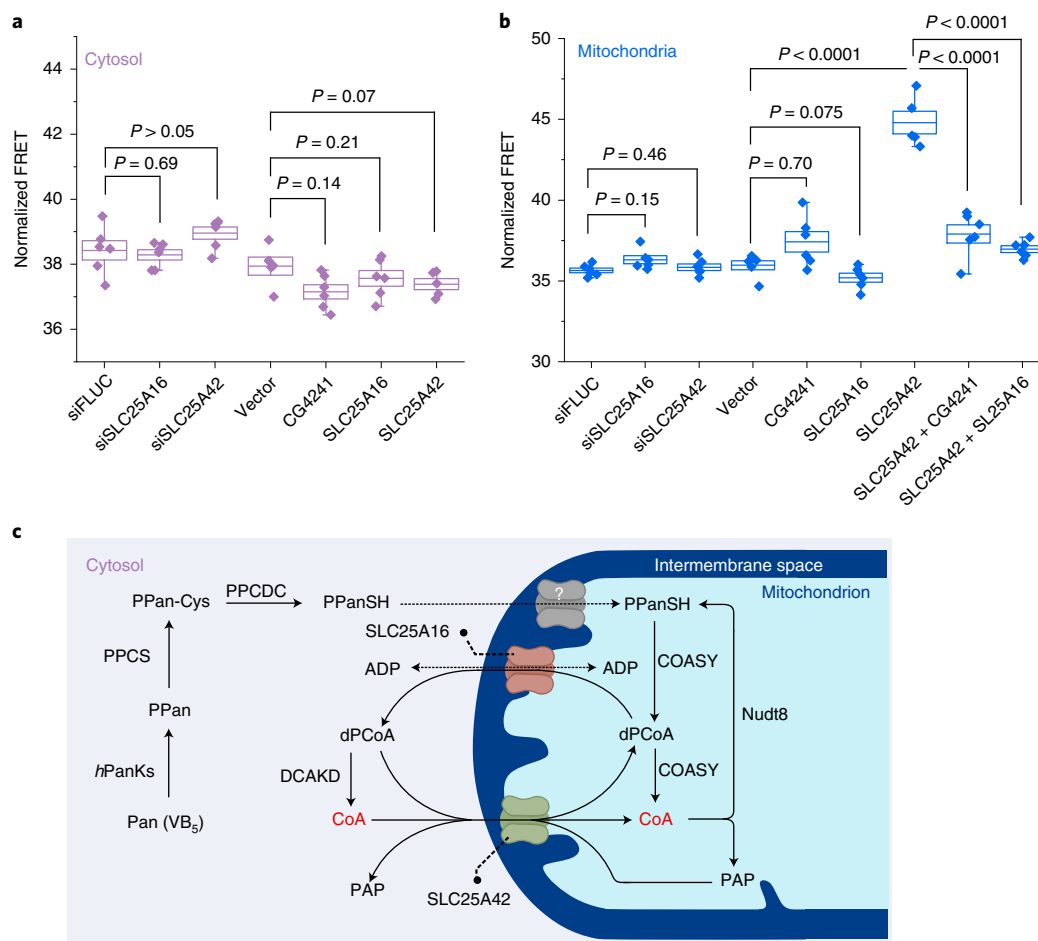 a
Cytosol
Normalized FRET
44
42
40
38
36
P > 0.05
P = 0.69
P = 0.07
P = 0.21
P = 0.14
siFLUC
siSLC25A16
siSLC25A42
Vector
CG4241
SLC25A16
SLC25A42
b
Mitochondria
Normalized FRET
50
45
40
35
30
P < 0.0001
P < 0.0001
P < 0.0001
P = 0.075
P = 0.46
P = 0.70
P = 0.15
siFLUC
siSLC25A16
siSLC25A42
Vector
CG4241
SLC25A16
SLC25A42
SLC25A42 + CG4241
SLC25A42 + SL25A16
c
Cytosol
Intermembrane space
Mitochondrion
PPan-Cys
PPCDC
PPanSH
?
PPanSH
SLC25A16
PPCS
ADP
ADP
COASY
PPan
Nudt8
dPCoA
dPCoA
hPanKs
DCAKD
COASY
Pan (VB5)
CoA
CoA
PAP
PAP
SLC25A42